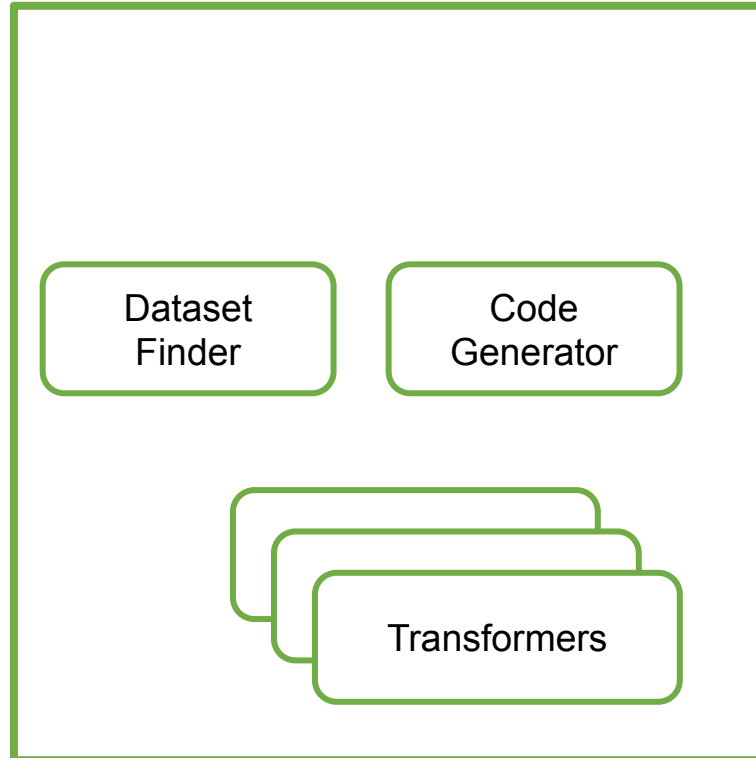 Dataset
Finder
Code
Generator
Transformers